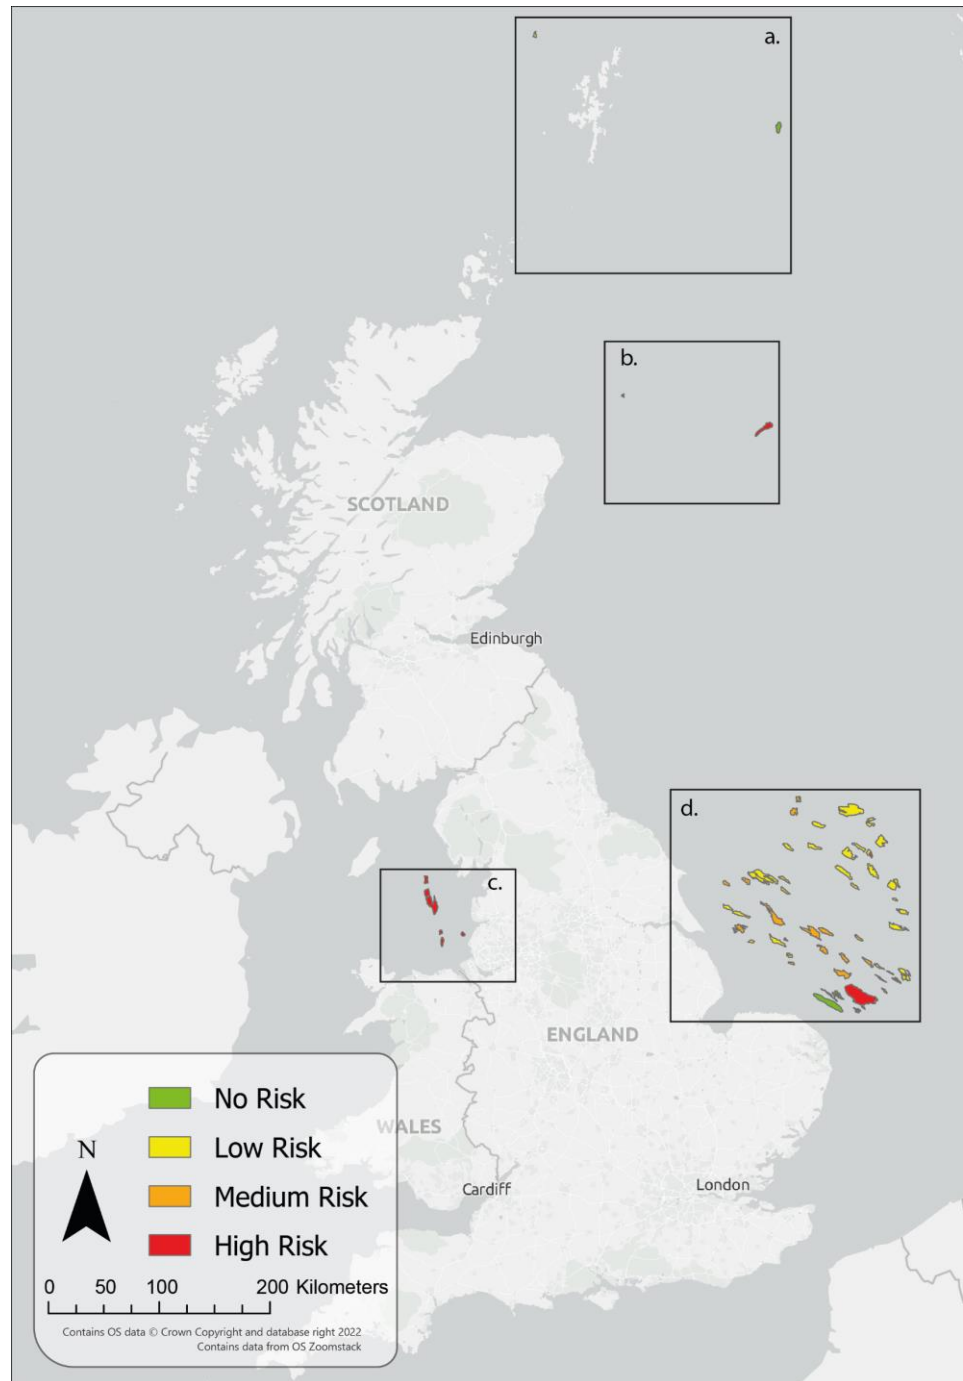 a.
b.
SCOTLAND
Edinburgh
d.
c.
ENGLAND
No Risk
Low Risk
WALES
N
Medium Risk
Cardiff
London
High Risk
0 50 100 200 Kilometers
Contains OS data © Crown Copyright and database right 2022
Contains data from OS Zoomstack